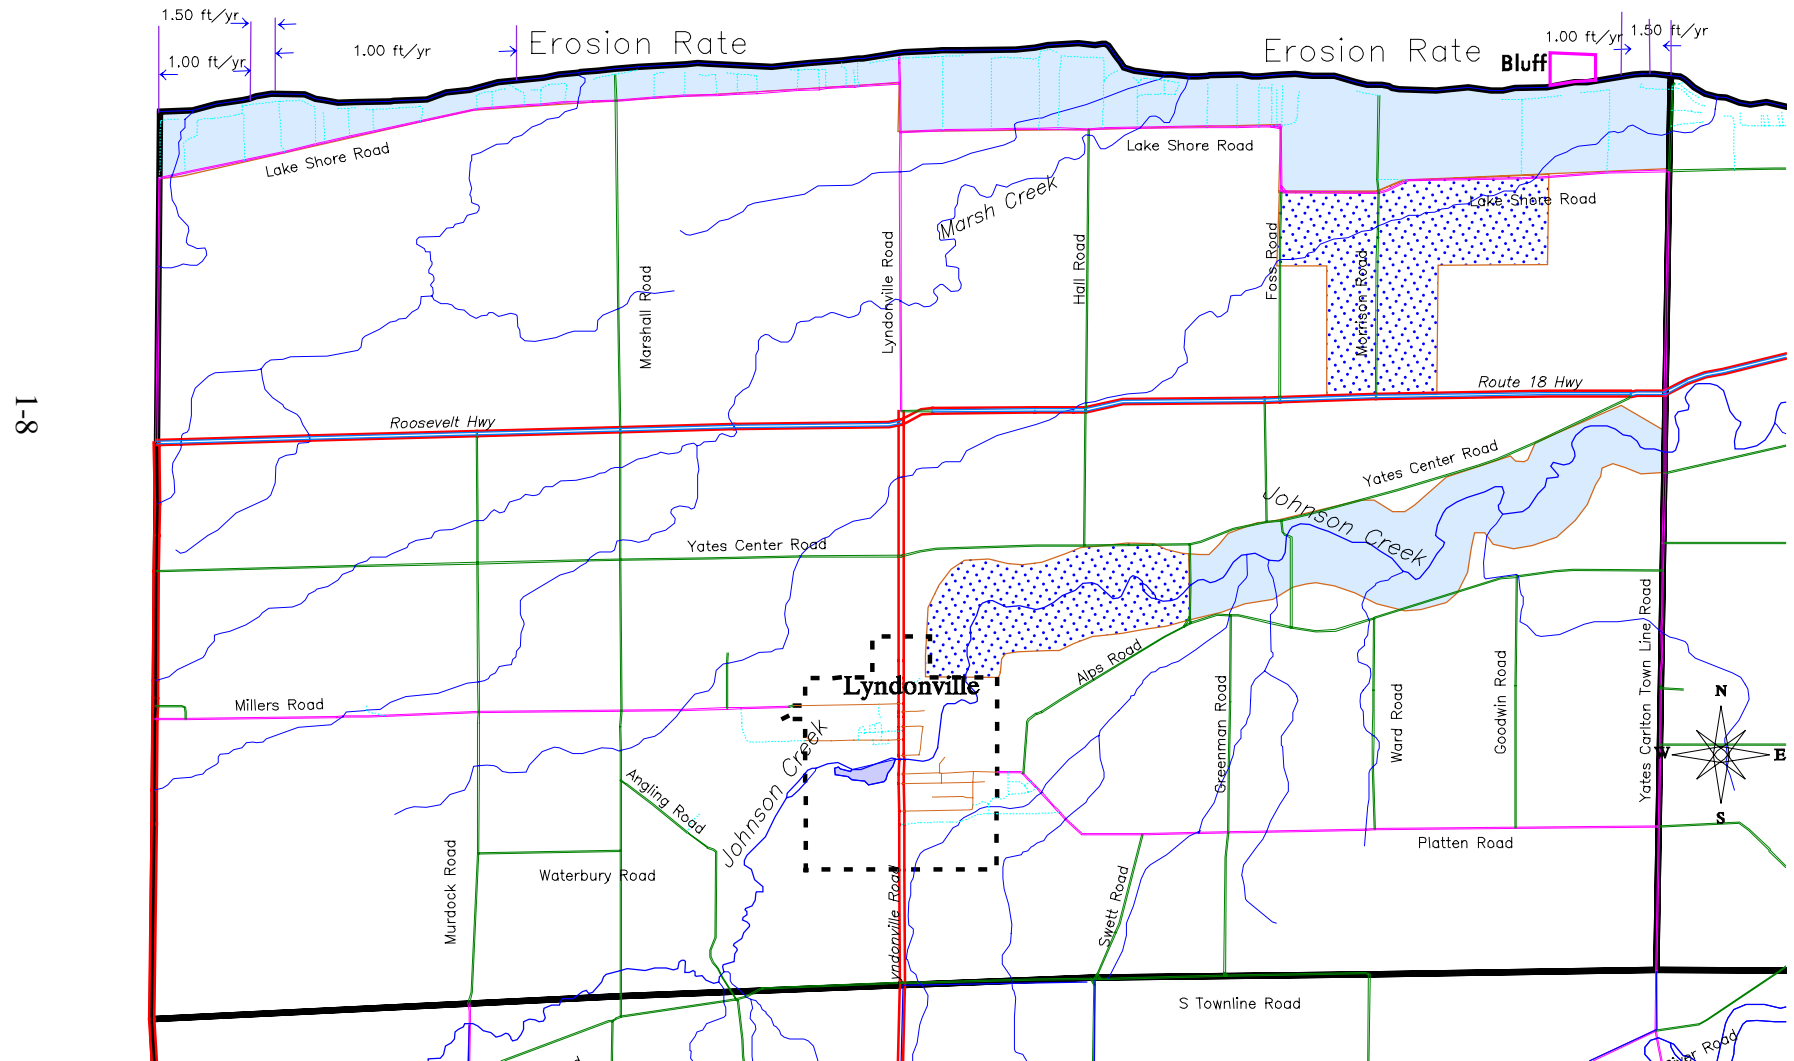 1.50 ft/yr
1.00 ft/yr
1.00 ft/yr
Erosion Rate
Erosion Rate
Bluff
1.00 ft/yr
1.50 ft/yr
Lake Shore Road
Lake Shore Road
Lake Shore Road
Marsh Creek
Marshall Road
Lyndonville Road
Hall Road
Foss Road
Morrison Road
1-8
Roosevelt Hwy
Route 18 Hwy
Yates Center Road
Johnson Creek
Yates Center Road
Millers Road
Lyndonville
Alps Road
Greenman Road
Ward Road
Goodwin Road
Yates Carlton Town Line Road
N
W
E
S
Johnson Creek
Angling Road
Murdock Road
Waterbury Road
Platten Road
yndonville Road
Swett Road
S Townline Road
d
iver Road